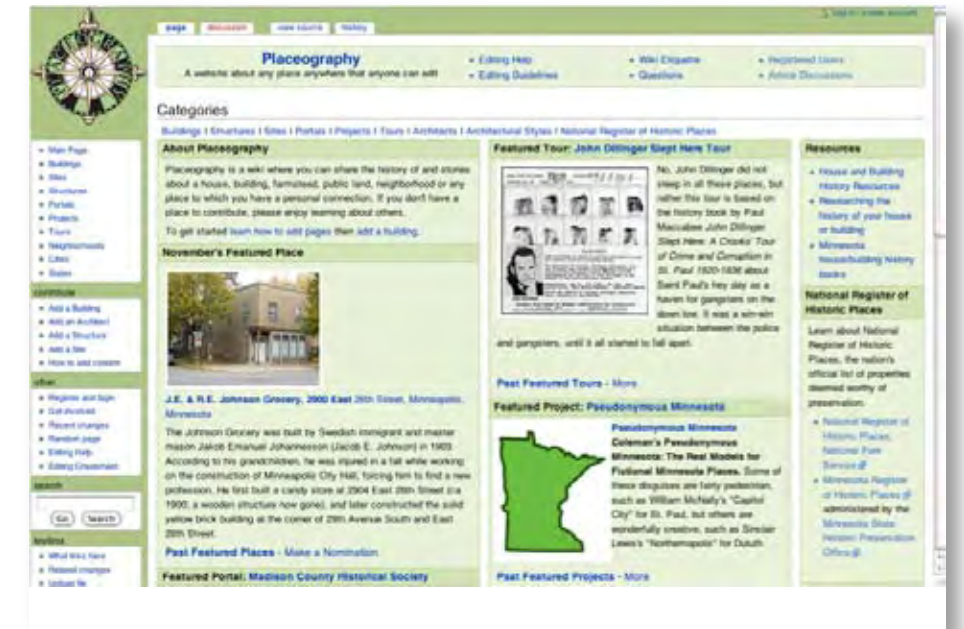 log in / create account
page discussion view source history
Placeography
A website about any place anywhere that anyone can edit
Editing Help
Editing Guidelines
Wiki Etiquette
Questions
Registered Users
Article Discussions
Categories
Buildings | Structures | Sites | Portals | Projects | Tours | Architects | Architectural Styles | National Register of Historic Places
Main Page
Buildings
Sites
Structures
Portals
Projects
Tours
Neighborhoods
Cities
States
contribute
Add a Building
Add an Architect
Add a Structure
Add a Site
How to add content
other
Register and login
Get involved
Recent changes
Random page
Editing Help
search
Go Search
toolbox
What links here
Related changes
Upload file
About Placeography
Placeography is a wiki where you can share the history of and stories
about a house, building, farmstead, public land, neighborhood or any
place to which you have a personal connection. If you don't have a
place to contribute, please enjoy learning about others.
To get started learn how to add pages then add a building.
November's Featured Place
J.E. & R.E. Johnson Grocery, 2900 East 26th Street, Minneapolis,
Minnesota
The Johnson Grocery was built by Swedish immigrant and master
mason Jakob Emanuel Johannesson (Jacob E. Johnson) in 1903.
According to his grandchildren, he was injured in a fall while working
on the construction of Minneapolis City Hall, forcing him to find a new
profession. He first built a candy store at 2904 East 26th Street (ca
1900; a wooden structure now gone), and later constructed the solid
yellow brick building at the corner of 29th Avenue South and East
26th Street.
Past Featured Places - Make a Nomination
Featured Portal: Madison County Historical Society
Featured Tour: John Dillinger Slept Here Tour
No, John Dillinger did not
sleep in all these places, but
rather this tour is based on
the history book by Paul
Maccabee John Dillinger
Slept Here: A Crooks' Tour
of Crime and Corruption in
St. Paul 1920-1936 about
Saint Paul's hey day as a
haven for gangsters on the
down low. It was a win-win
situation between the police
and gangsters, until it all started to fall apart.
Past Featured Tours - More
Featured Project: Pseudonymous Minnesota
Pseudonymous Minnesota
Coleman's Pseudonymous
Minnesota: The Real Models for
Fictional Minnesota Places. Some of
these disguises are fairly pedestrian,
such as William McNally's "Capitol
City" for St. Paul, but others are
wonderfully creative, such as Sinclair
Lewis's "Northernapolis" for Duluth.
Past Featured Projects - More
Resources
House and Building
History Resources
Researching the
history of your house
or building
Minnesota
house/building history
books
National Register of
Historic Places
Learn about National
Register of Historic
Places, the nation's
official list of properties
deemed worthy of
preservation.
National Register of
Historic Places,
National Park
Service
Minnesota Register
of Historic Places
administered by the
Minnesota State
Historic Preservation
Office